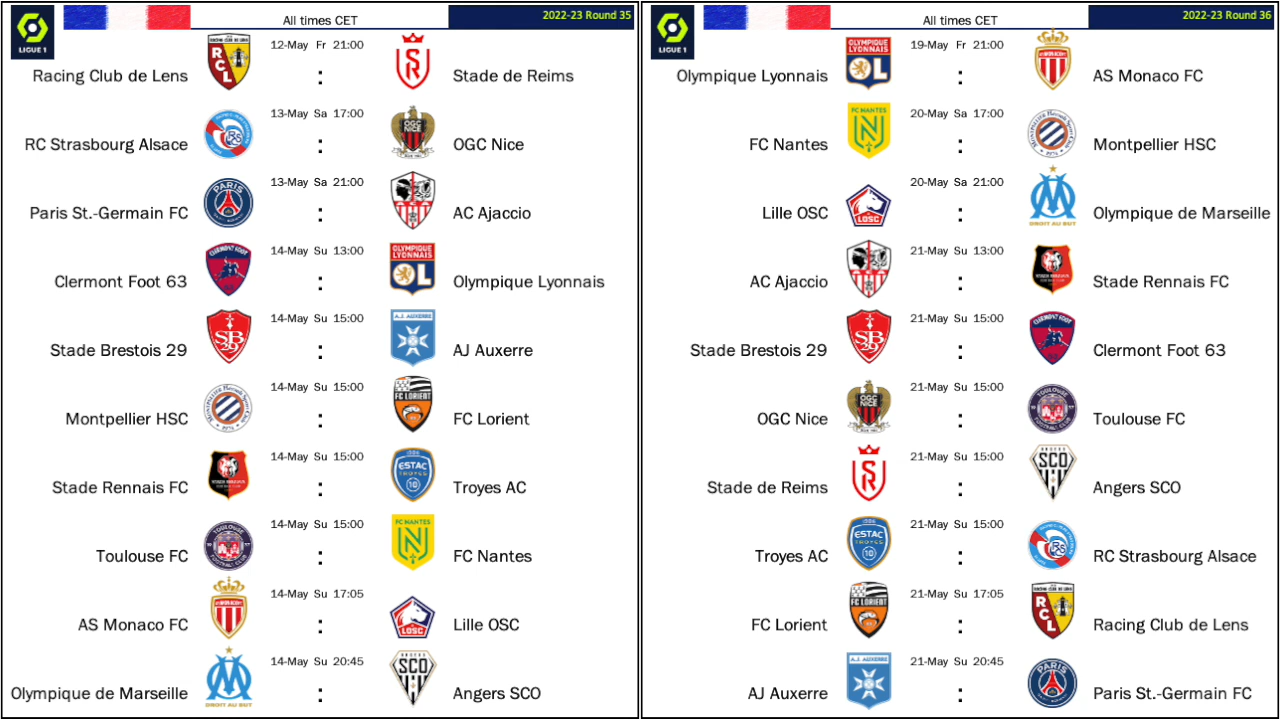 LIGUE 1
All times CET
2022-23 Round 35
12-May Fr 21:00
Racing Club de Lens : Stade de Reims
13-May Sa 17:00
RC Strasbourg Alsace : OGC Nice
13-May Sa 21:00
Paris St.-Germain FC : AC Ajaccio
14-May Su 13:00
Clermont Foot 63 : Olympique Lyonnais
14-May Su 15:00
Stade Brestois 29 : AJ Auxerre
14-May Su 15:00
Montpellier HSC : FC Lorient
14-May Su 15:00
Stade Rennais FC : Troyes AC
14-May Su 15:00
Toulouse FC : FC Nantes
14-May Su 17:05
AS Monaco FC : Lille OSC
14-May Su 20:45
Olympique de Marseille : Angers SCO
LIGUE 1
All times CET
2022-23 Round 36
19-May Fr 21:00
Olympique Lyonnais : AS Monaco FC
20-May Sa 17:00
FC Nantes : Montpellier HSC
20-May Sa 21:00
Lille OSC : Olympique de Marseille
21-May Su 13:00
AC Ajaccio : Stade Rennais FC
21-May Su 15:00
Stade Brestois 29 : Clermont Foot 63
21-May Su 15:00
OGC Nice : Toulouse FC
21-May Su 15:00
Stade de Reims : Angers SCO
21-May Su 15:00
Troyes AC : RC Strasbourg Alsace
21-May Su 17:05
FC Lorient : Racing Club de Lens
21-May Su 20:45
AJ Auxerre : Paris St.-Germain FC